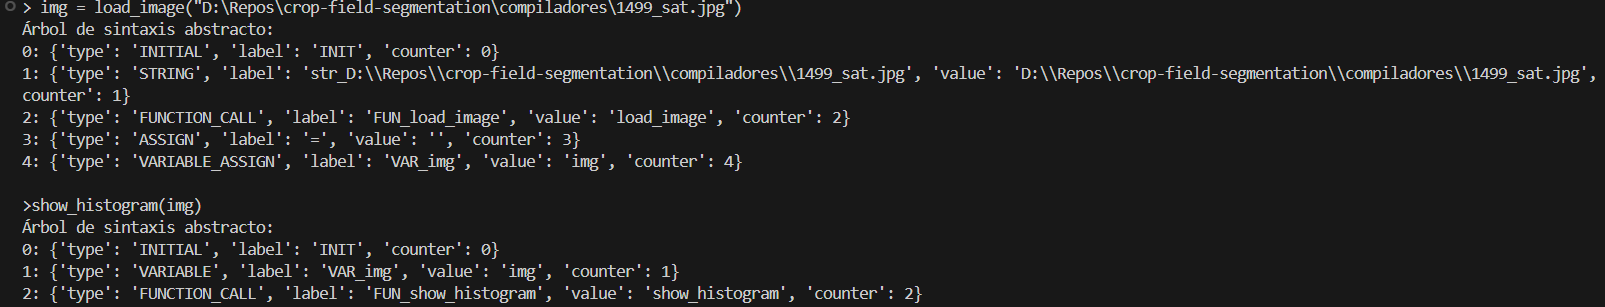 > img = load_image("D:\Repos\crop-field-segmentation\compiladores\1499_sat.jpg")
Árbol de sintaxis abstracto:
0: {'type': 'INITIAL', 'label': 'INIT', 'counter': 0}
1: {'type': 'STRING', 'label': 'str_D:\\Repos\\crop-field-segmentation\\compiladores\\1499_sat.jpg', 'value': 'D:\\Repos\\crop-field-segmentation\\compiladores\\1499_sat.jpg',
counter': 1}
2: {'type': 'FUNCTION_CALL', 'label': 'FUN_load_image', 'value': 'load_image', 'counter': 2}
3: {'type': 'ASSIGN', 'label': '=', 'value': '', 'counter': 3}
4: {'type': 'VARIABLE_ASSIGN', 'label': 'VAR_img', 'value': 'img', 'counter': 4}
>show_histogram(img)
Árbol de sintaxis abstracto:
0: {'type': 'INITIAL', 'label': 'INIT', 'counter': 0}
1: {'type': 'VARIABLE', 'label': 'VAR_img', 'value': 'img', 'counter': 1}
2: {'type': 'FUNCTION_CALL', 'label': 'FUN_show_histogram', 'value': 'show_histogram', 'counter': 2}